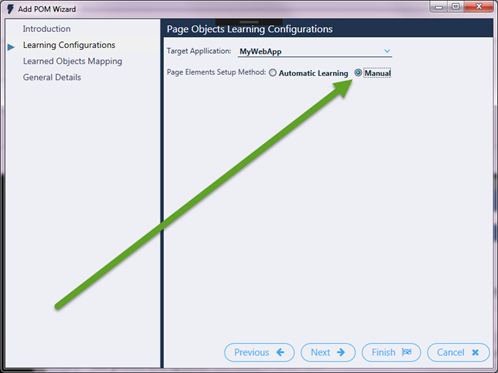 Add POM Wizard
Introduction
Learning Configurations
Learned Objects Mapping
General Details
Page Objects Learning Configurations
Target Application: MyWebApp
Page Elements Setup Method: Automatic Learning Manual
Previous Next Finish Cancel